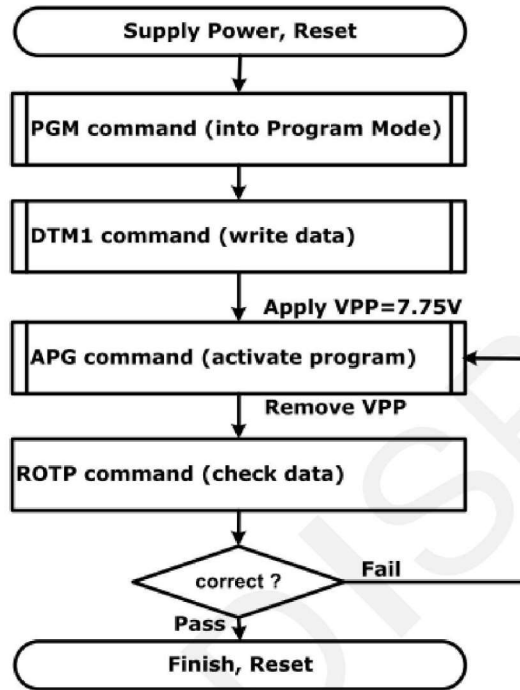 Supply Power, Reset
PGM command (into Program Mode)
DTM1 command (write data)
Apply VPP=7.75V
APG command (activate program)
Remove VPP
ROTP command (check data)
correct ?
Fail
Pass
Finish, Reset